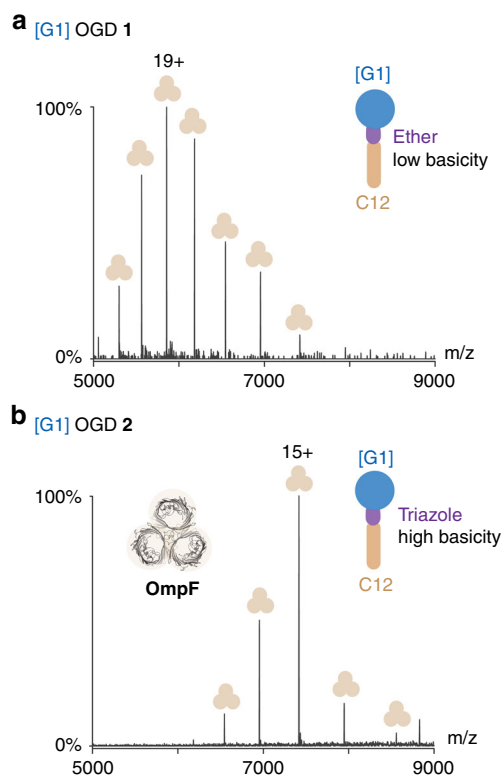 a
[G1] OGD 1
19+
100%
[G1]
Ether
low basicity
C12
0%
m/z
5000
7000
9000
b
[G1] OGD 2
15+
100%
[G1]
Triazole
high basicity
OmpF
C12
0%
m/z
5000
7000
9000